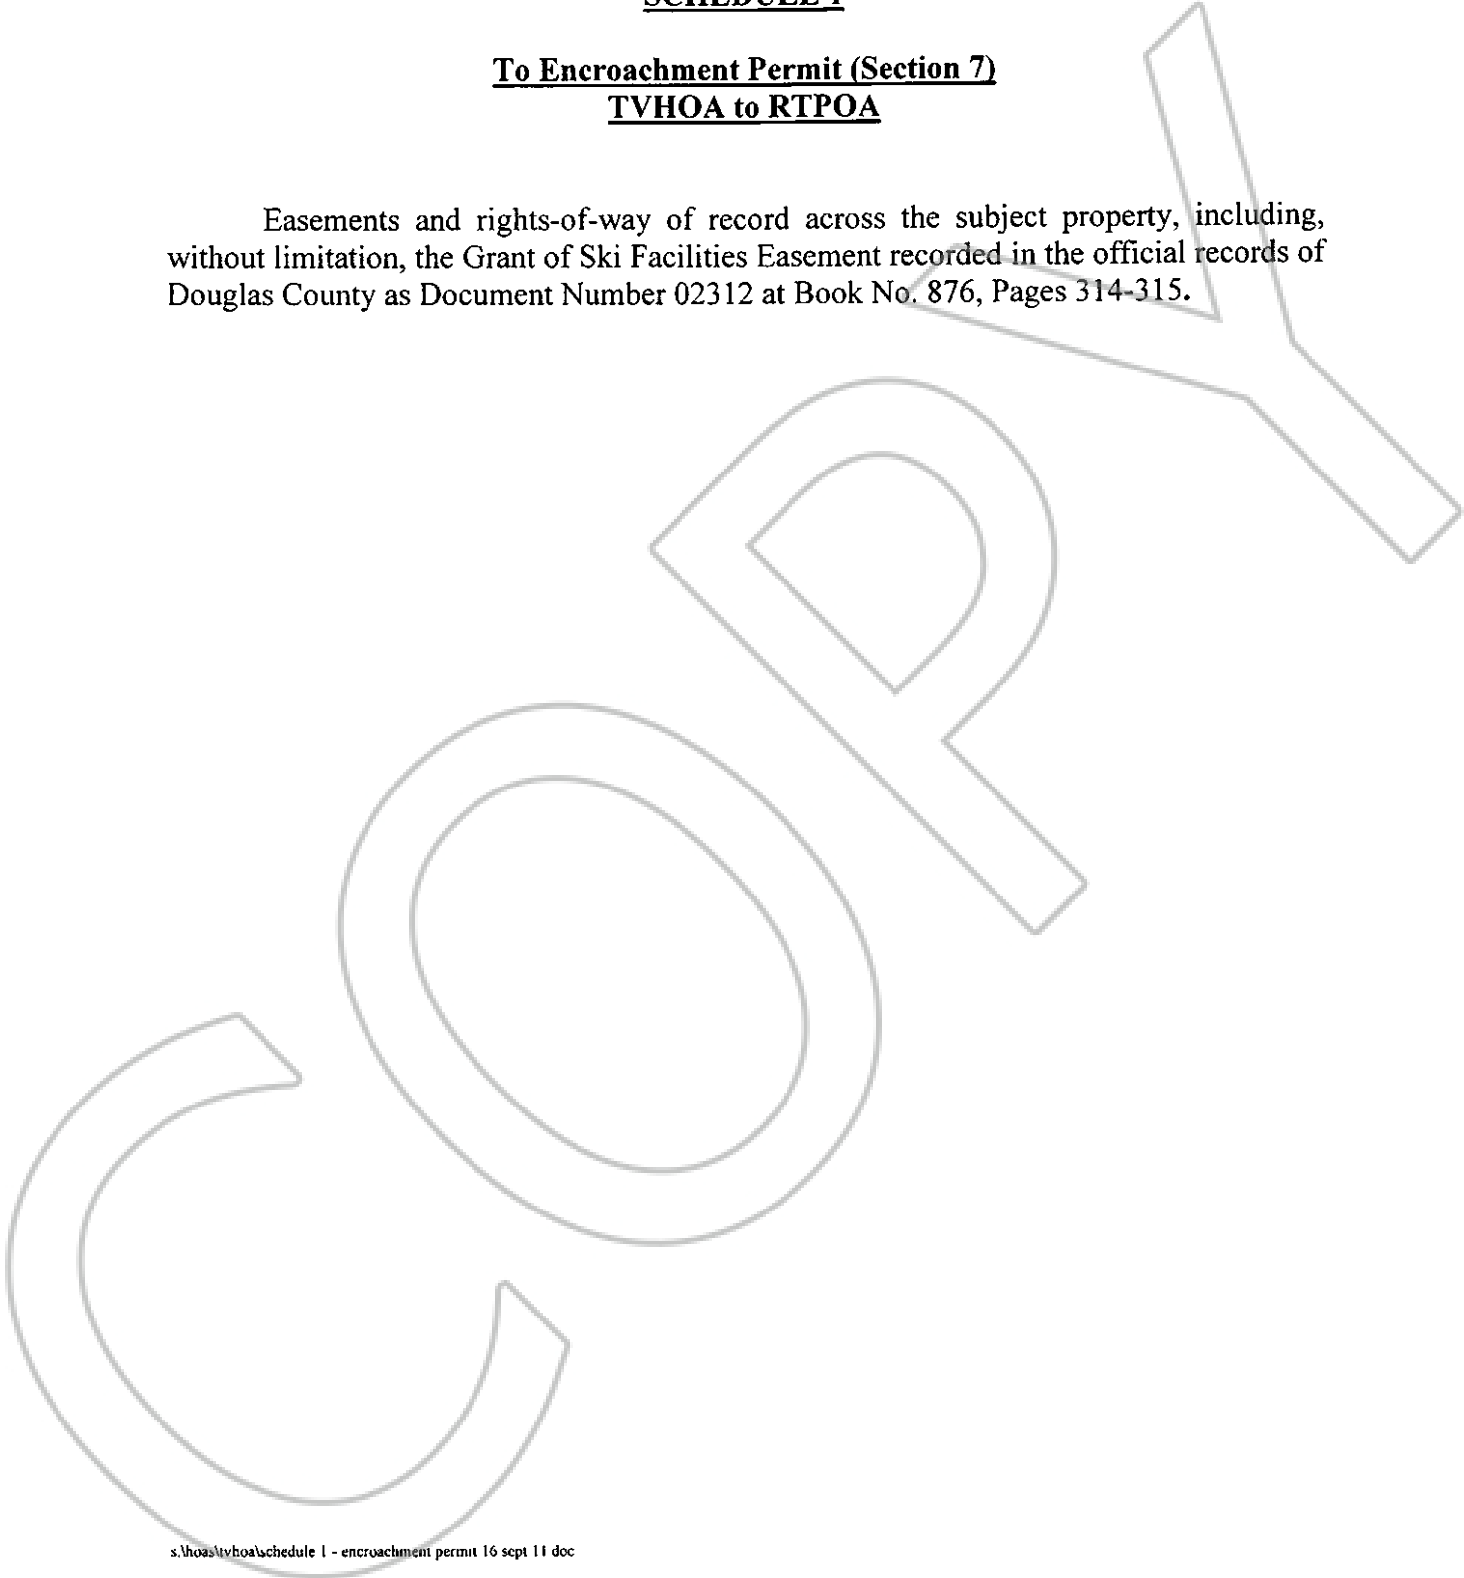 SCHEDULE 1
To Encroachment Permit (Section 7)
TVHOA to RTPOA
Easements and rights-of-way of record across the subject property, including,
without limitation, the Grant of Ski Facilities Easement recorded in the official records of
Douglas County as Document Number 02312 at Book No. 876, Pages 314-315.
COPY
s.\hoas\tvhoa\schedule 1 - encroachment permit 16 sept 11 doc